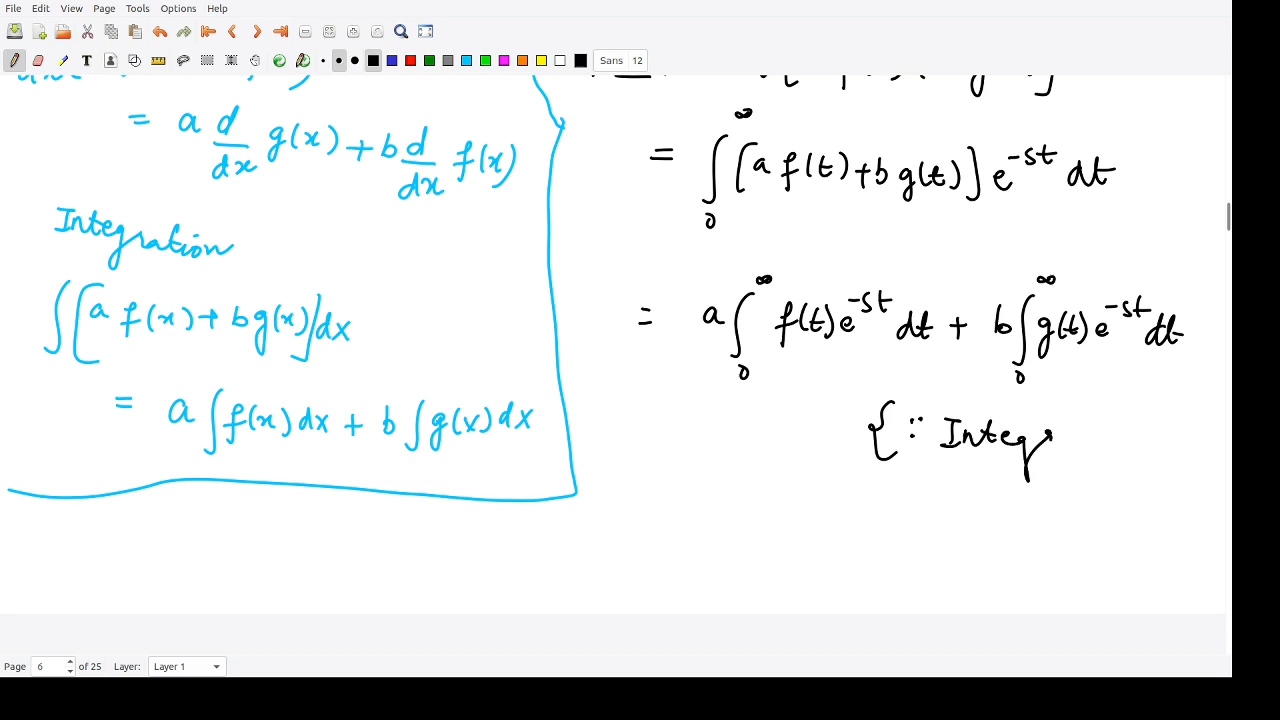 File Edit View Page Tools Options Help
Sans 12
= a d/dx g(x) + b d/dx f(x)
Integration
∫[a f(x) + b g(x)]dx
= a ∫f(x) dx + b ∫g(x) dx
= ∫₀^∞ [a f(t) + b g(t)] e^{-st} dt
= a ∫₀^∞ f(t) e^{-st} dt + b ∫₀^∞ g(t) e^{-st} dt
{ ∵ Integr
Page 6 of 25 Layer: Layer 1